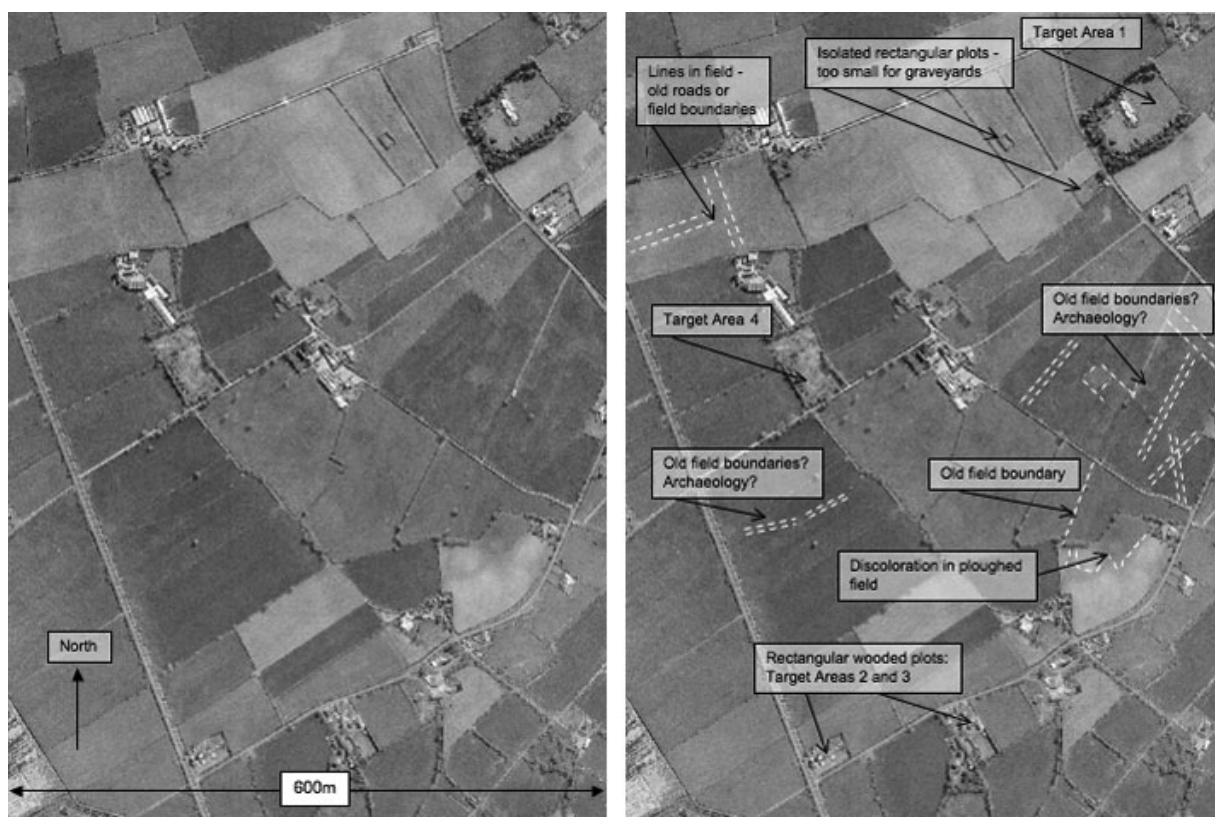 North
600m
Target Area 1
Isolated rectangular plots -
too small for graveyards
Lines in field -
old roads or
field boundaries
Old field boundaries?
Archaeology?
Target Area 4
Old field boundaries?
Archaeology?
Old field boundary
Discoloration in ploughed
field
Rectangular wooded plots:
Target Areas 2 and 3